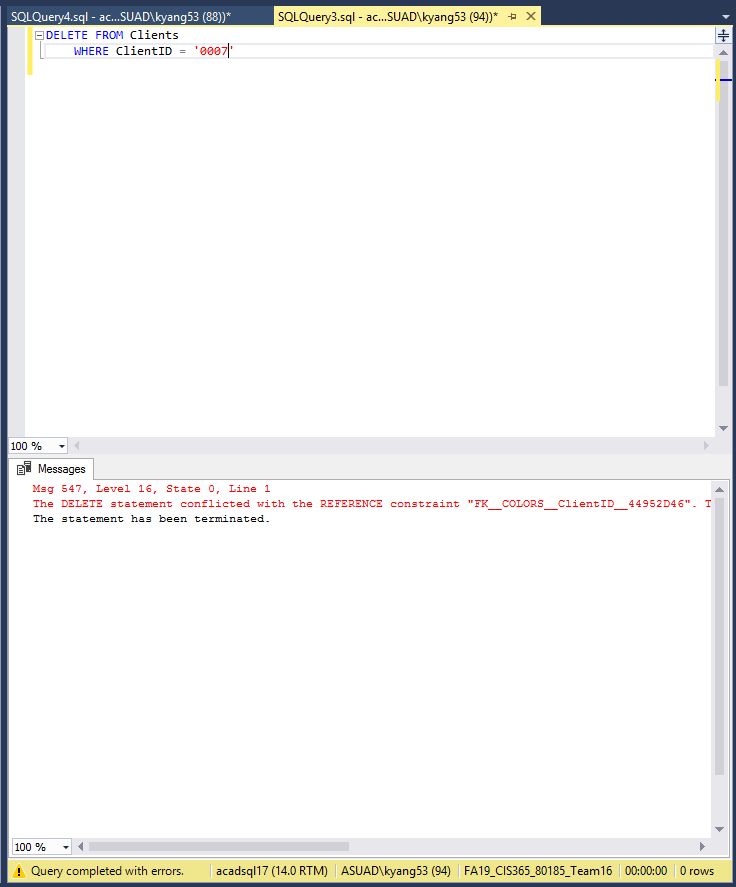 SQLQuery4.sql - ac...SUAD\kyang53 (88))* SQLQuery3.sql - ac...SUAD\kyang53 (94))*
DELETE FROM Clients
WHERE ClientID = '0007'
100 %
Messages
Msg 547, Level 16, State 0, Line 1
The DELETE statement conflicted with the REFERENCE constraint "FK__COLORS__ClientID__44952D46". T
The statement has been terminated.
100 %
Query completed with errors. acadsql17 (14.0 RTM) ASUAD\kyang53 (94) FA19_CIS365_80185_Team16 00:00:00 0 rows